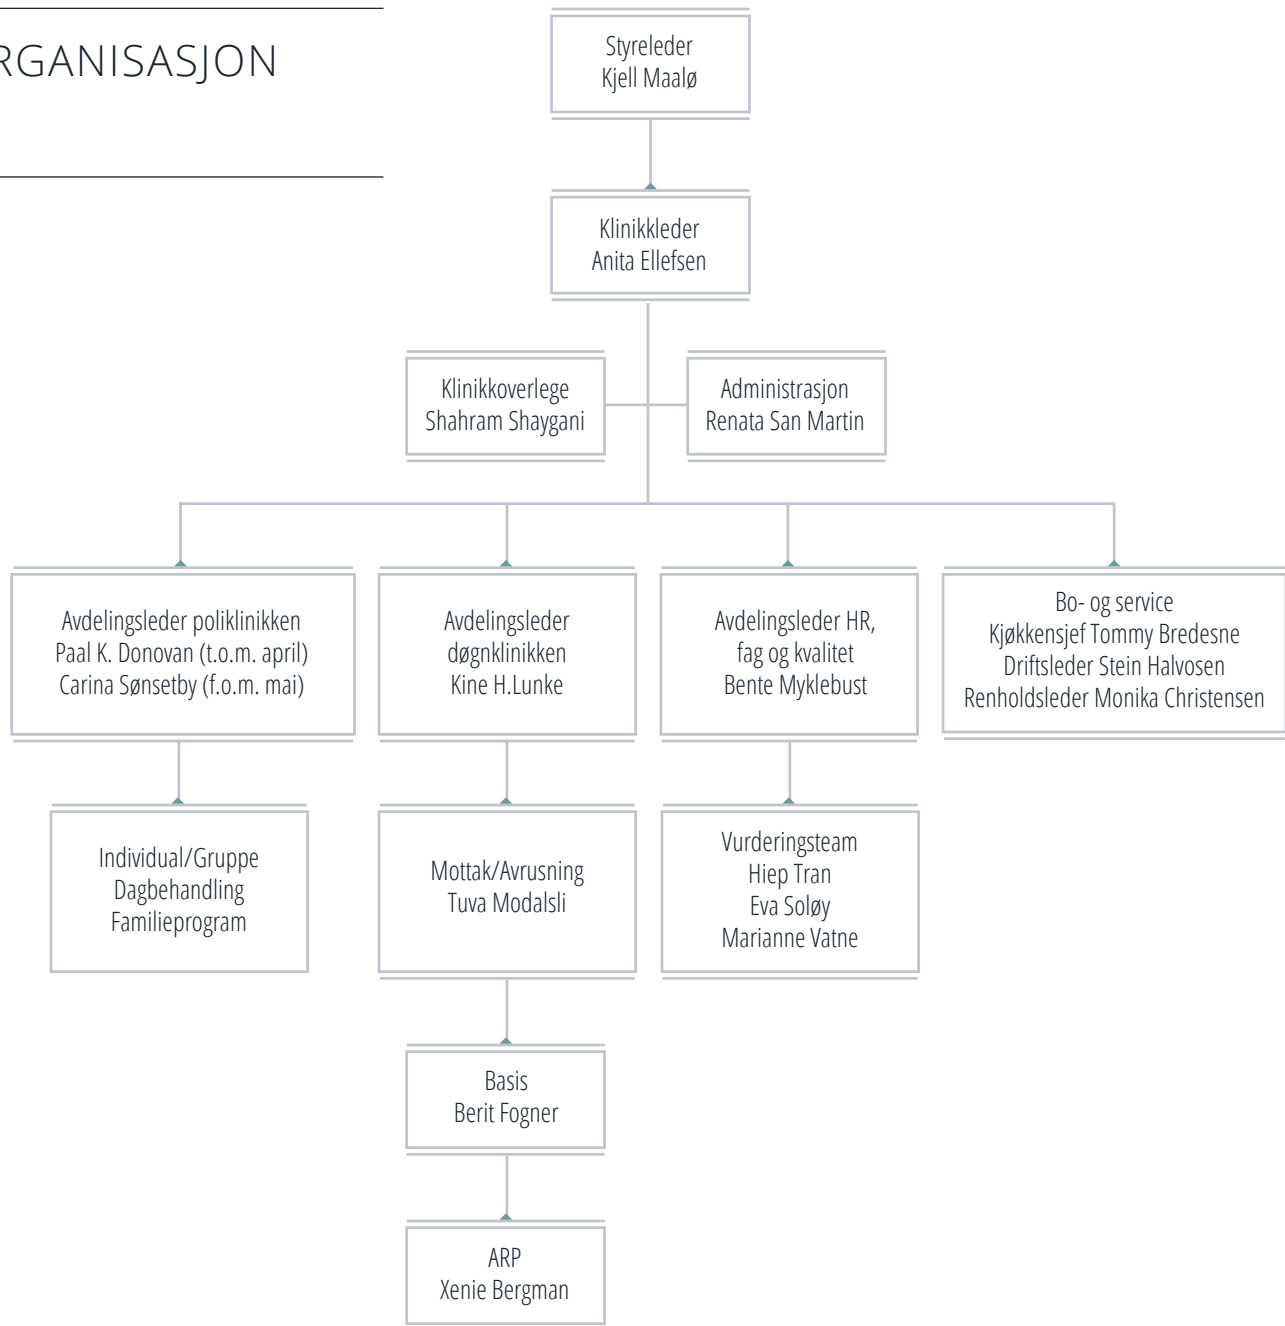 RGANISASJON
Styreleder
Kjell Maalø
Klinikkleder
Anita Ellefsen
Klinikkoverlege
Shahram Shaygani
Administrasjon
Renata San Martin
Avdelingsleder poliklinikken
Paal K. Donovan (t.o.m. april)
Carina Sønsetby (f.o.m. mai)
Avdelingsleder
døgnklinikken
Kine H.Lunke
Avdelingsleder HR,
fag og kvalitet
Bente Myklebust
Bo- og service
Kjøkkensjef Tommy Bredesne
Driftsleder Stein Halvosen
Renholdsleder Monika Christensen
Individual/Gruppe
Dagbehandling
Familieprogram
Mottak/Avrusning
Tuva Modalsli
Vurderingsteam
Hiep Tran
Eva Soløy
Marianne Vatne
Basis
Berit Fogner
ARP
Xenie Bergman